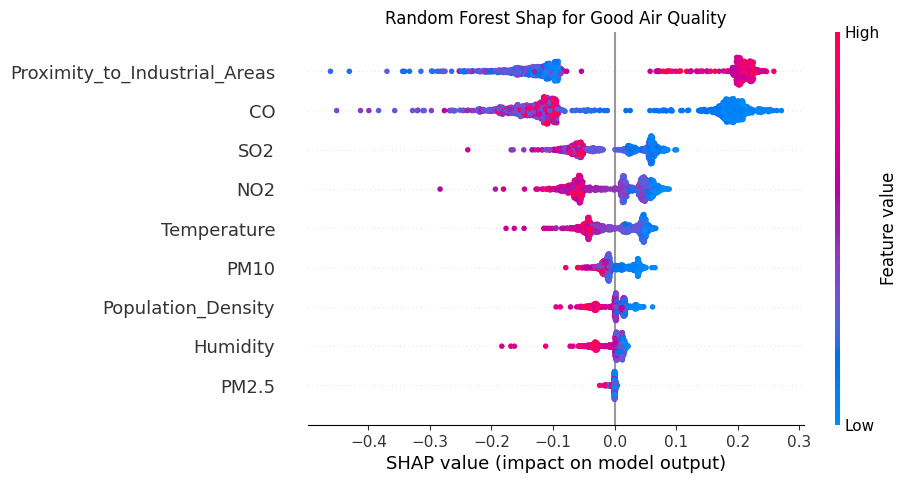 Random Forest Shap for Good Air Quality
High
Proximity_to_Industrial_Areas
CO
SO2
NO2
Temperature
PM10
Population_Density
Humidity
PM2.5
Feature value
Low
−0.4 −0.3 −0.2 −0.1 0.0 0.1 0.2 0.3
SHAP value (impact on model output)